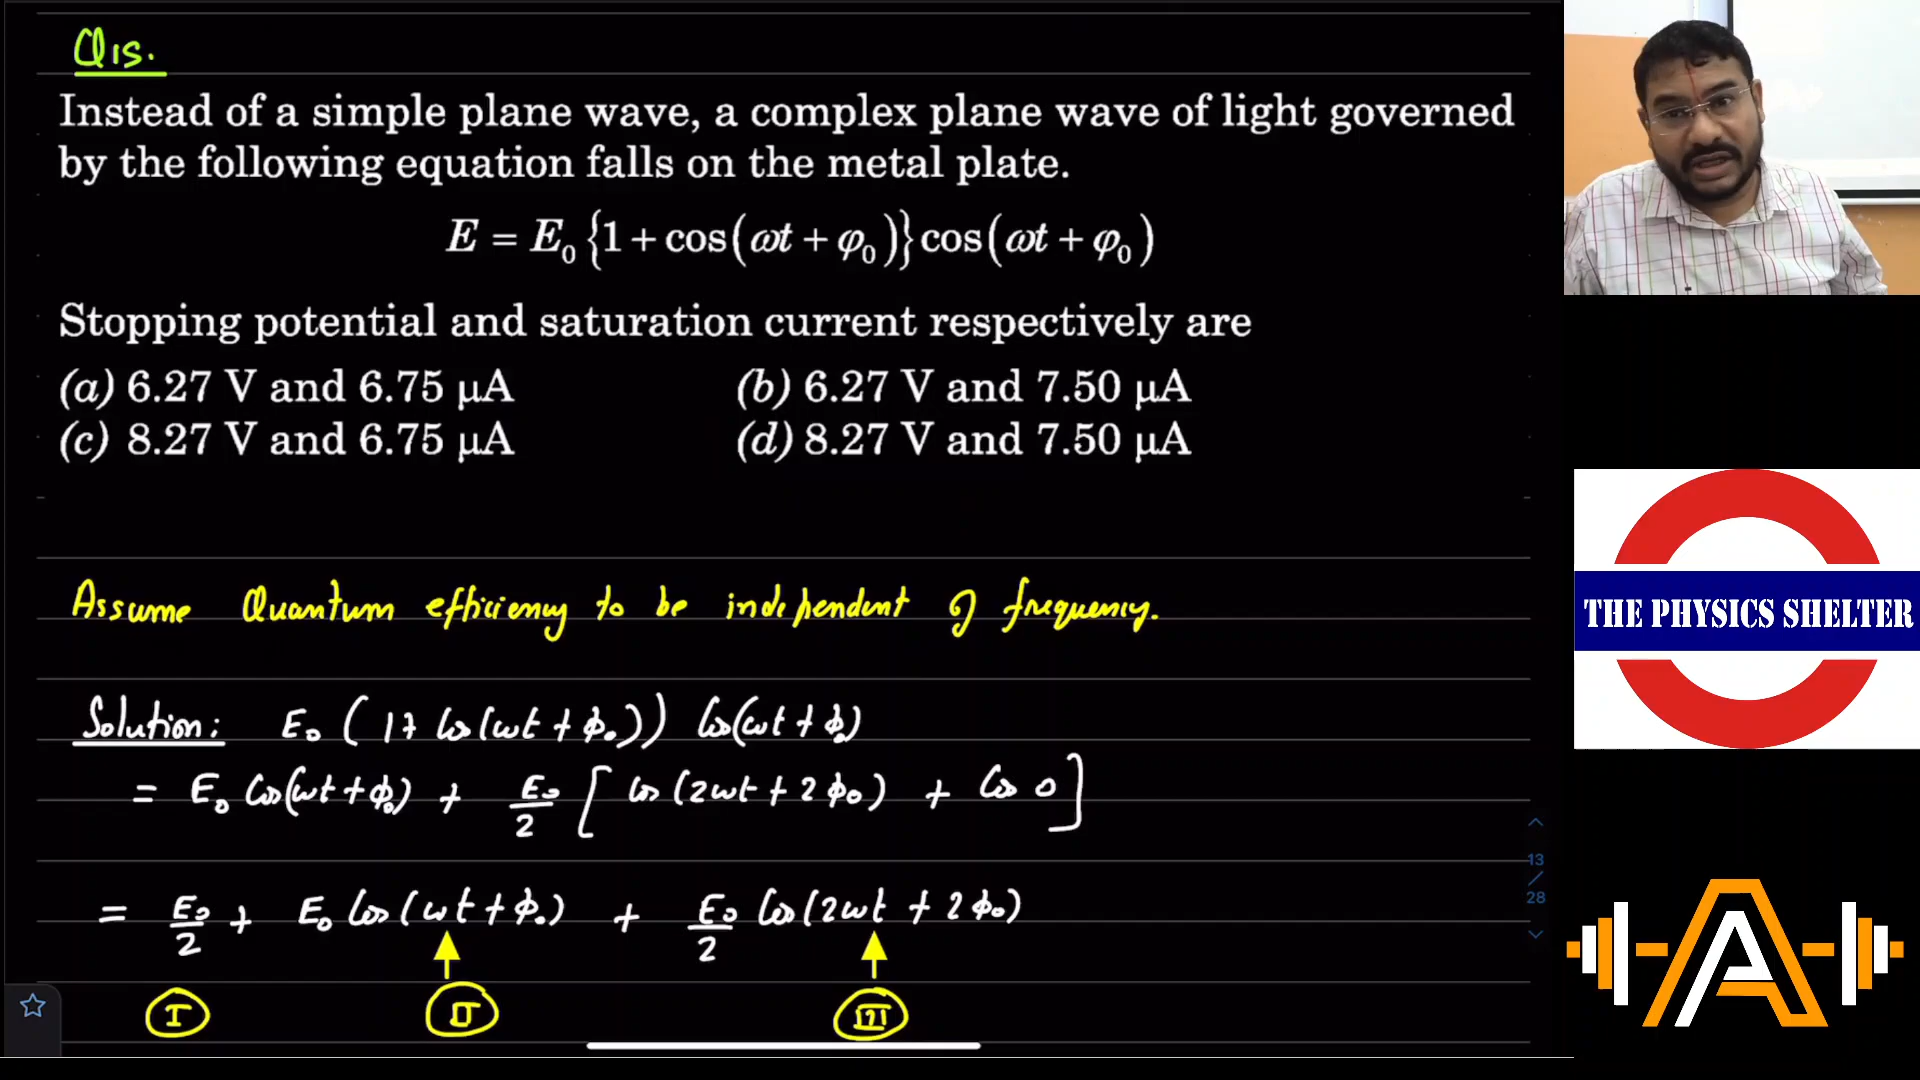 Q15.
Instead of a simple plane wave, a complex plane wave of light governed
by the following equation falls on the metal plate.
E = E₀ {1 + cos(ωt + φ₀)} cos(ωt + φ₀)
Stopping potential and saturation current respectively are
(a) 6.27 V and 6.75 μA (b) 6.27 V and 7.50 μA
(c) 8.27 V and 6.75 μA (d) 8.27 V and 7.50 μA
Assume Quantum efficiency to be independent of frequency.
Solution: E₀ (1 + Cos(ωt + ϕ₀)) Cos(ωt + ϕ₀)
= E₀ Cos(ωt + ϕ₀) + E₀/2 [Cos(2ωt + 2ϕ₀) + Cos 0]
= E₀/2 + E₀ Cos(ωt + ϕ₀) + E₀/2 Cos(2ωt + 2ϕ₀)
I II III
13
/
28
THE PHYSICS SHELTER